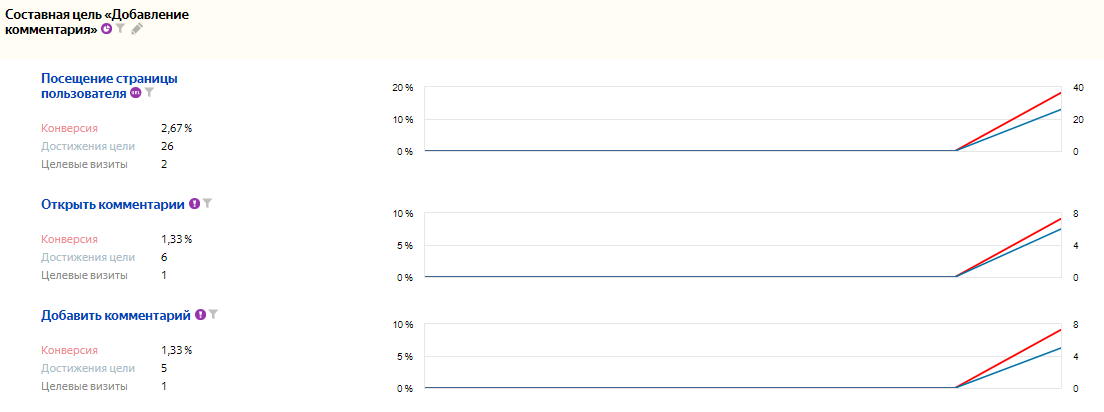 Составная цель «Добавление
комментария»
Посещение страницы
пользователя
Конверсия 2,67 %
Достижения цели 26
Целевые визиты 2
20 % 40
10 % 20
0 % 0
Открыть комментарии
Конверсия 1,33 %
Достижения цели 6
Целевые визиты 1
10 % 8
5 % 4
0 % 0
Добавить комментарий
Конверсия 1,33 %
Достижения цели 5
Целевые визиты 1
10 % 8
5 % 4
0 % 0